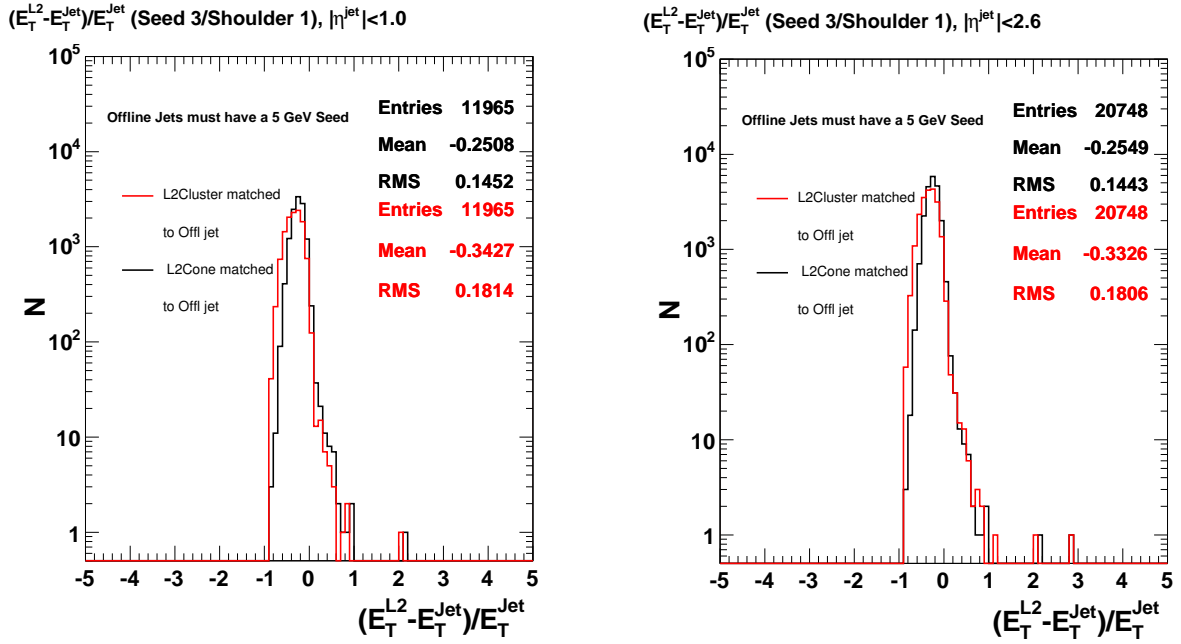 (E_T^L2-E_T^Jet)/E_T^Jet (Seed 3/Shoulder 1), |η^jet|<1.0
10^5
10^4
10^3
10^2
10
1
N
Offline Jets must have a 5 GeV Seed
L2Cluster matched
to Offl jet
L2Cone matched
to Offl jet
Entries 11965
Mean -0.2508
RMS 0.1452
Entries 11965
Mean -0.3427
RMS 0.1814
-5 -4 -3 -2 -1 0 1 2 3 4 5
(E_T^L2-E_T^Jet)/E_T^Jet
(E_T^L2-E_T^Jet)/E_T^Jet (Seed 3/Shoulder 1), |η^jet|<2.6
10^5
10^4
10^3
10^2
10
1
N
Offline Jets must have a 5 GeV Seed
L2Cluster matched
to Offl jet
L2Cone matched
to Offl jet
Entries 20748
Mean -0.2549
RMS 0.1443
Entries 20748
Mean -0.3326
RMS 0.1806
-5 -4 -3 -2 -1 0 1 2 3 4 5
(E_T^L2-E_T^Jet)/E_T^Jet